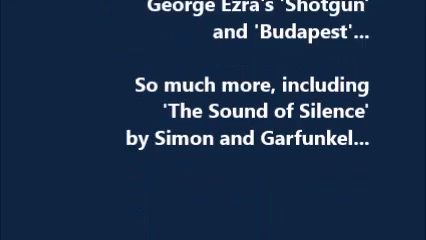 George Ezra's 'Shotgun'
and 'Budapest'...
So much more, including
'The Sound of Silence'
by Simon and Garfunkel...